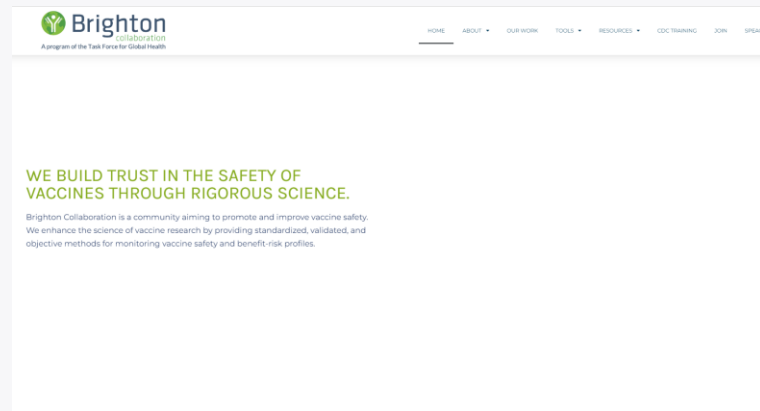 Brighton
collaboration
A program of the Task Force for Global Health
HOME ABOUT OUR WORK TOOLS RESOURCES CDC TRAINING JOIN
WE BUILD TRUST IN THE SAFETY OF
VACCINES THROUGH RIGOROUS SCIENCE.
Brighton Collaboration is a community aiming to promote and improve vaccine safety.
We enhance the science of vaccine research by providing standardized, validated, and
objective methods for monitoring vaccine safety and benefit-risk profiles.